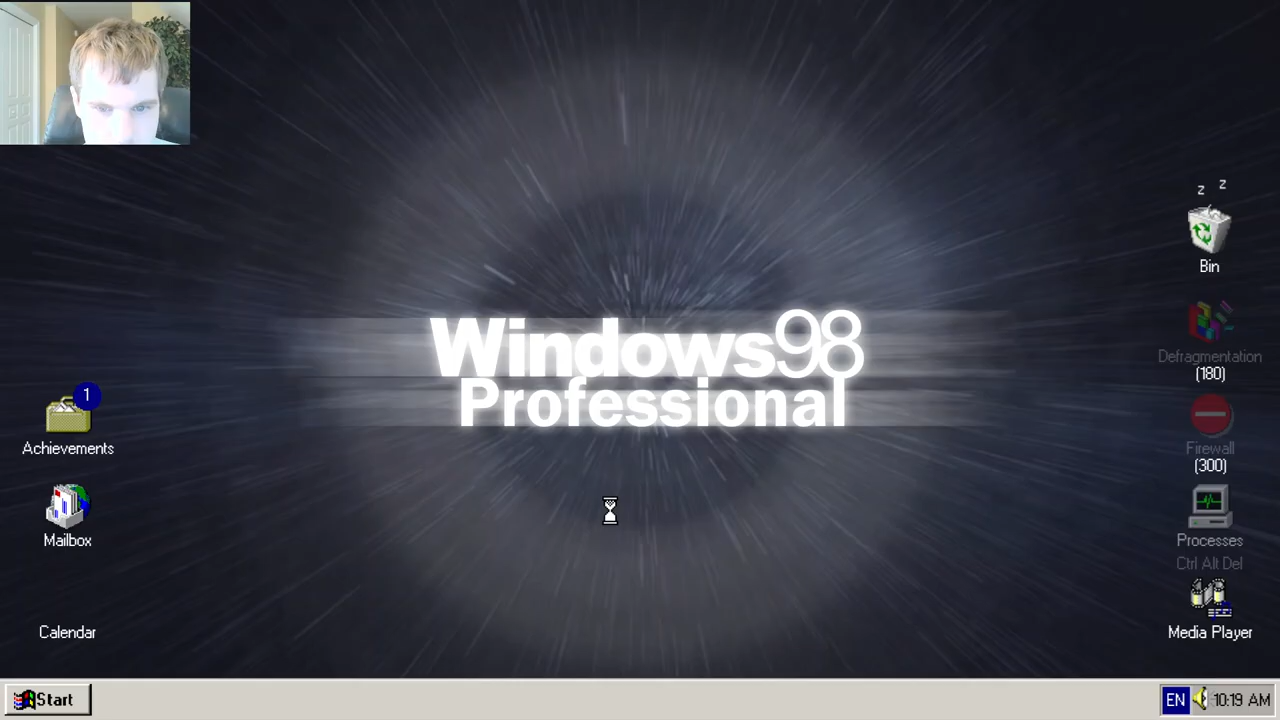 z z
Bin
Windows98
Professional
Defragmentation
(180)
1
Achievements
Firewall
(300)
Mailbox
Processes
Ctrl Alt Del
Calendar
Media Player
Start
EN
10:19 AM